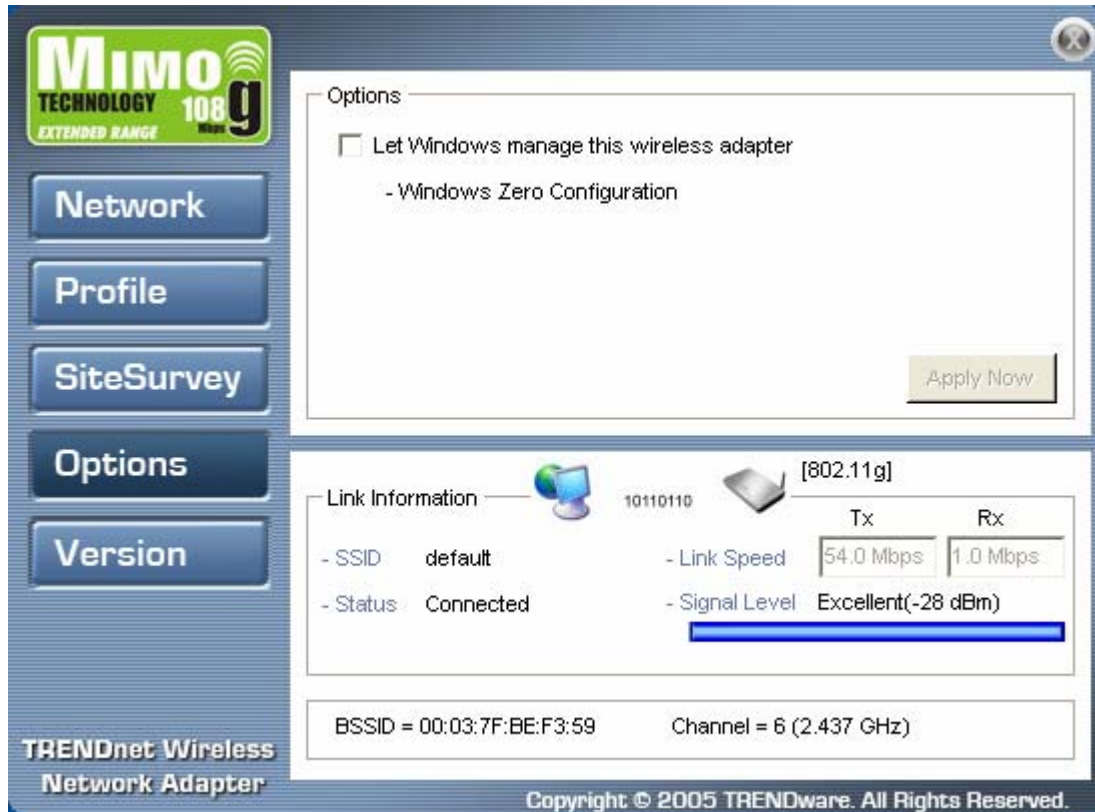 MIMO
TECHNOLOGY 108 Mbps g
EXTENDED RANGE
Network
Profile
SiteSurvey
Options
Version
TRENDnet Wireless
Network Adapter
Options
Let Windows manage this wireless adapter
- Windows Zero Configuration
Apply Now
Link Information
10110110
[802.11g]
Tx Rx
- SSID default
- Link Speed 54.0 Mbps 1.0 Mbps
- Status Connected
- Signal Level Excellent(-28 dBm)
BSSID = 00:03:7F:BE:F3:59 Channel = 6 (2.437 GHz)
Copyright © 2005 TRENDware. All Rights Reserved.